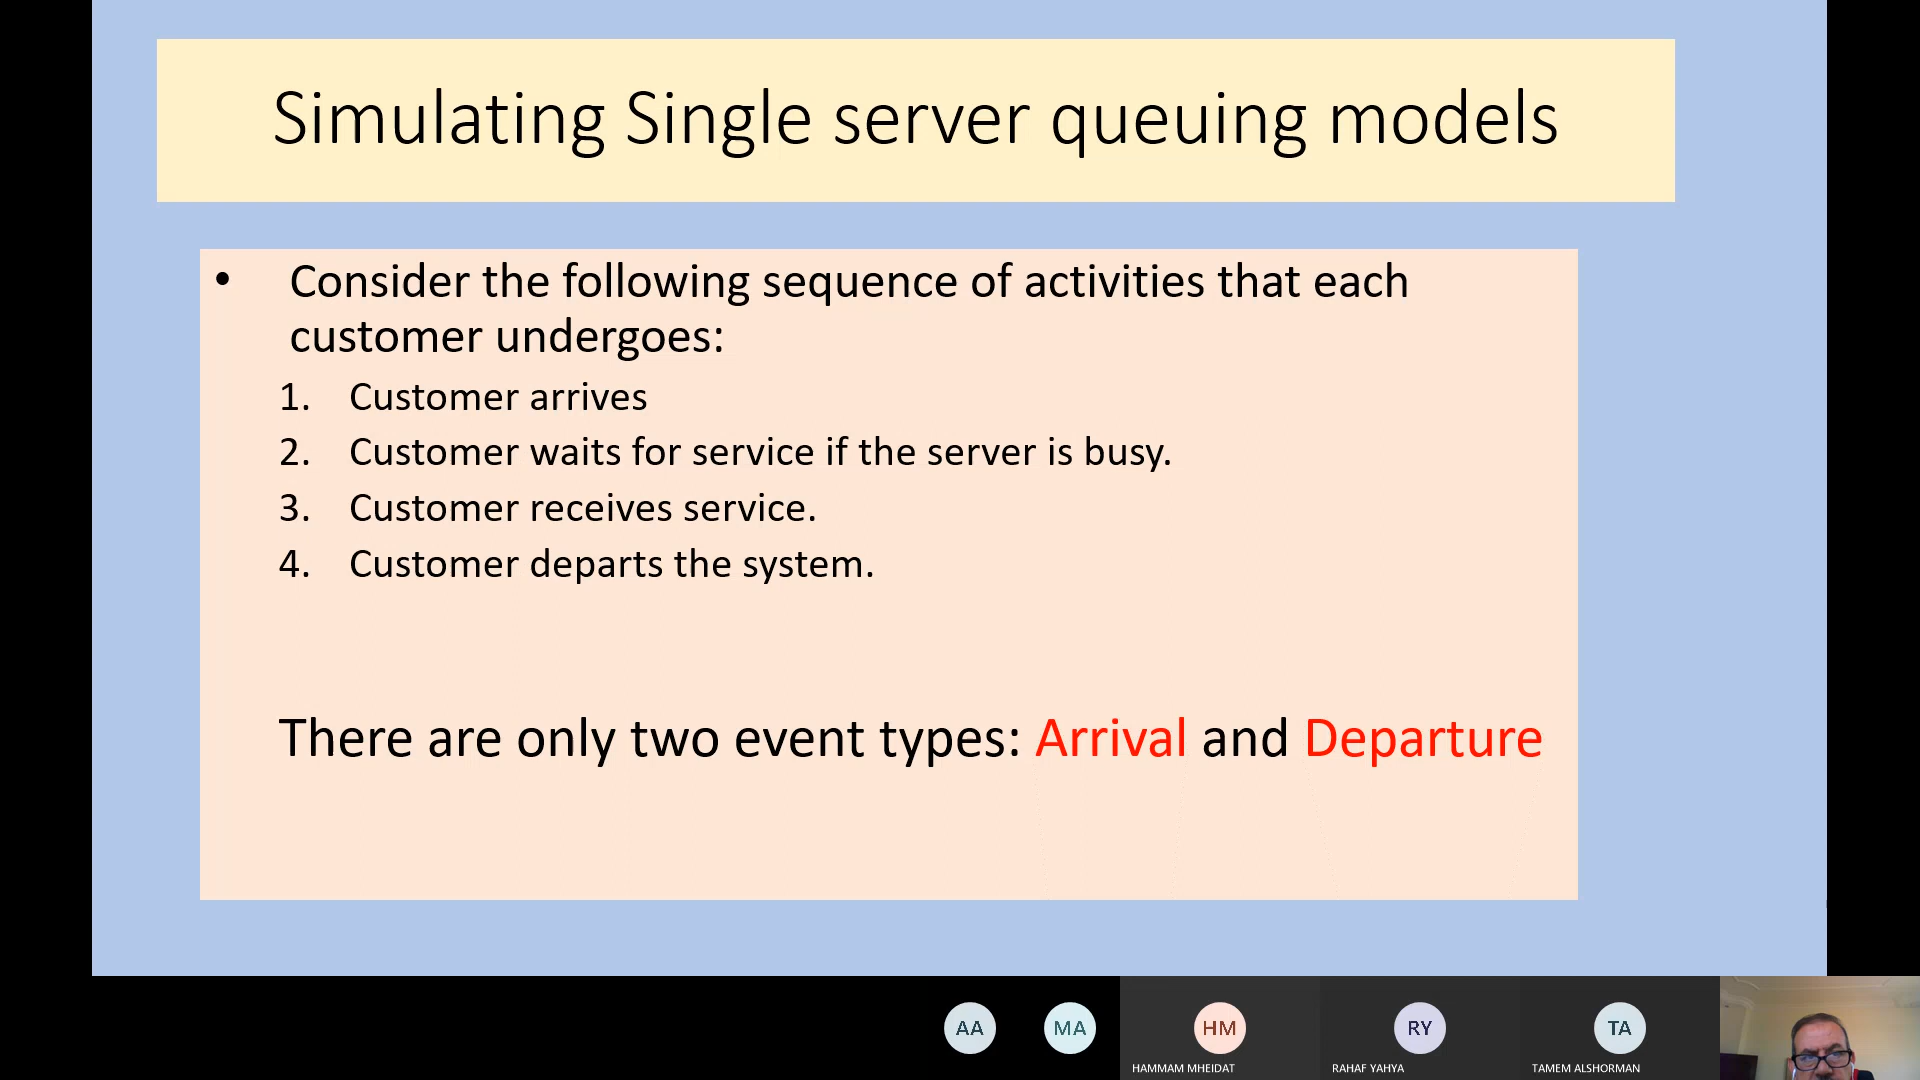 Simulating Single server queuing models
• Consider the following sequence of activities that each
customer undergoes:
1. Customer arrives
2. Customer waits for service if the server is busy.
3. Customer receives service.
4. Customer departs the system.
There are only two event types: Arrival and Departure
AA MA HM RY TA
HAMMAM MHEIDAT RAHAF YAHYA TAMEM ALSHORMAN